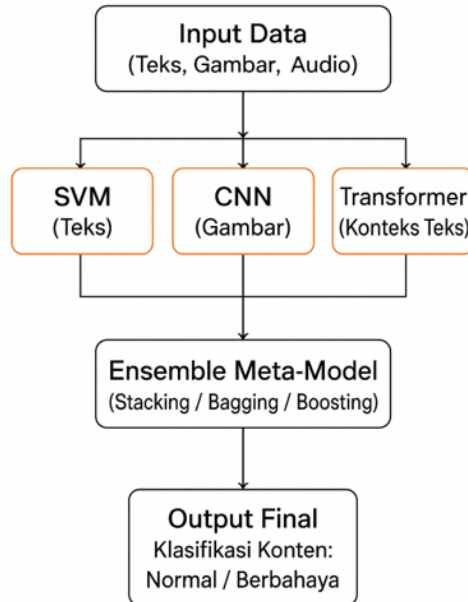 Input Data
(Teks, Gambar, Audio)
SVM
(Teks)
CNN
(Gambar)
Transformer
(Konteks Teks)
Ensemble Meta-Model
(Stacking / Bagging / Boosting)
Output Final
Klasifikasi Konten:
Normal / Berbahaya